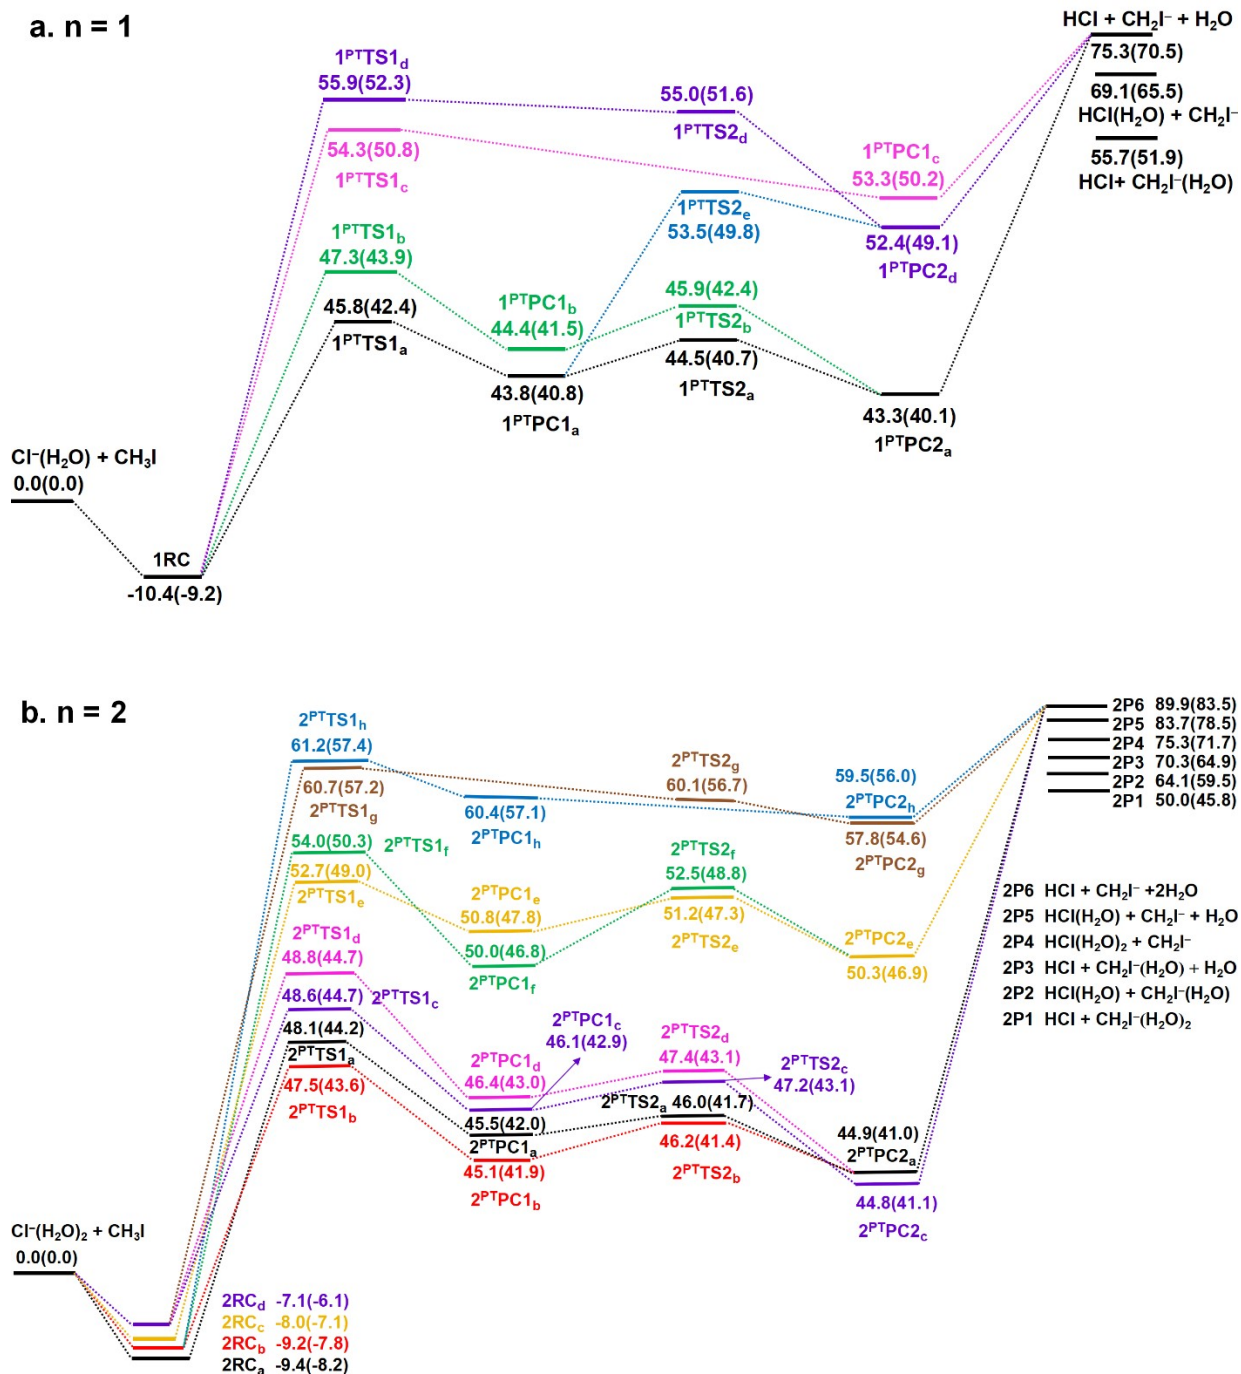 a. n = 1
HCl + CH₂I⁻ + H₂O
75.3(70.5)
69.1(65.5)
HCl(H₂O) + CH₂I⁻
55.7(51.9)
HCl+ CH₂I⁻(H₂O)
1ᴾᵀTS1d
55.9(52.3)
55.0(51.6)
1ᴾᵀTS2d
54.3(50.8)
1ᴾᵀTS1c
1ᴾᵀPC1c
53.3(50.2)
1ᴾᵀTS2e
53.5(49.8)
52.4(49.1)
1ᴾᵀPC2d
1ᴾᵀTS1b
47.3(43.9)
1ᴾᵀPC1b
44.4(41.5)
45.9(42.4)
1ᴾᵀTS2b
45.8(42.4)
1ᴾᵀTS1a
43.8(40.8)
1ᴾᵀPC1a
44.5(40.7)
1ᴾᵀTS2a
43.3(40.1)
1ᴾᵀPC2a
Cl⁻(H₂O) + CH₃I
0.0(0.0)
1RC
-10.4(-9.2)
b. n = 2
2P6 89.9(83.5)
2P5 83.7(78.5)
2P4 75.3(71.7)
2P3 70.3(64.9)
2P2 64.1(59.5)
2P1 50.0(45.8)
2ᴾᵀTS1h
61.2(57.4)
60.7(57.2)
2ᴾᵀTS1g
60.4(57.1)
2ᴾᵀPC1h
2ᴾᵀTS2g
60.1(56.7)
59.5(56.0)
2ᴾᵀPC2h
57.8(54.6)
2ᴾᵀPC2g
54.0(50.3)
2ᴾᵀTS1f
52.7(49.0)
2ᴾᵀTS1e
2ᴾᵀPC1e
50.8(47.8)
50.0(46.8)
2ᴾᵀPC1f
2ᴾᵀTS2f
52.5(48.8)
51.2(47.3)
2ᴾᵀTS2e
2ᴾᵀPC2e
50.3(46.9)
2P6 HCl + CH₂I⁻ +2H₂O
2P5 HCl(H₂O) + CH₂I⁻ + H₂O
2P4 HCl(H₂O)₂ + CH₂I⁻
2P3 HCl + CH₂I⁻(H₂O) + H₂O
2P2 HCl(H₂O) + CH₂I⁻(H₂O)
2P1 HCl + CH₂I⁻(H₂O)₂
2ᴾᵀTS1d
48.8(44.7)
48.6(44.7)
2ᴾᵀTS1c
48.1(44.2)
2ᴾᵀTS1a
47.5(43.6)
2ᴾᵀTS1b
2ᴾᵀPC1c
46.1(42.9)
2ᴾᵀPC1d
46.4(43.0)
45.5(42.0)
2ᴾᵀPC1a
45.1(41.9)
2ᴾᵀPC1b
2ᴾᵀTS2d
47.4(43.1)
2ᴾᵀTS2c
47.2(43.1)
2ᴾᵀTS2a 46.0(41.7)
46.2(41.4)
2ᴾᵀTS2b
44.9(41.0)
2ᴾᵀPC2a
44.8(41.1)
2ᴾᵀPC2c
Cl⁻(H₂O)₂ + CH₃I
0.0(0.0)
2RCd -7.1(-6.1)
2RCc -8.0(-7.1)
2RCb -9.2(-7.8)
2RCa -9.4(-8.2)